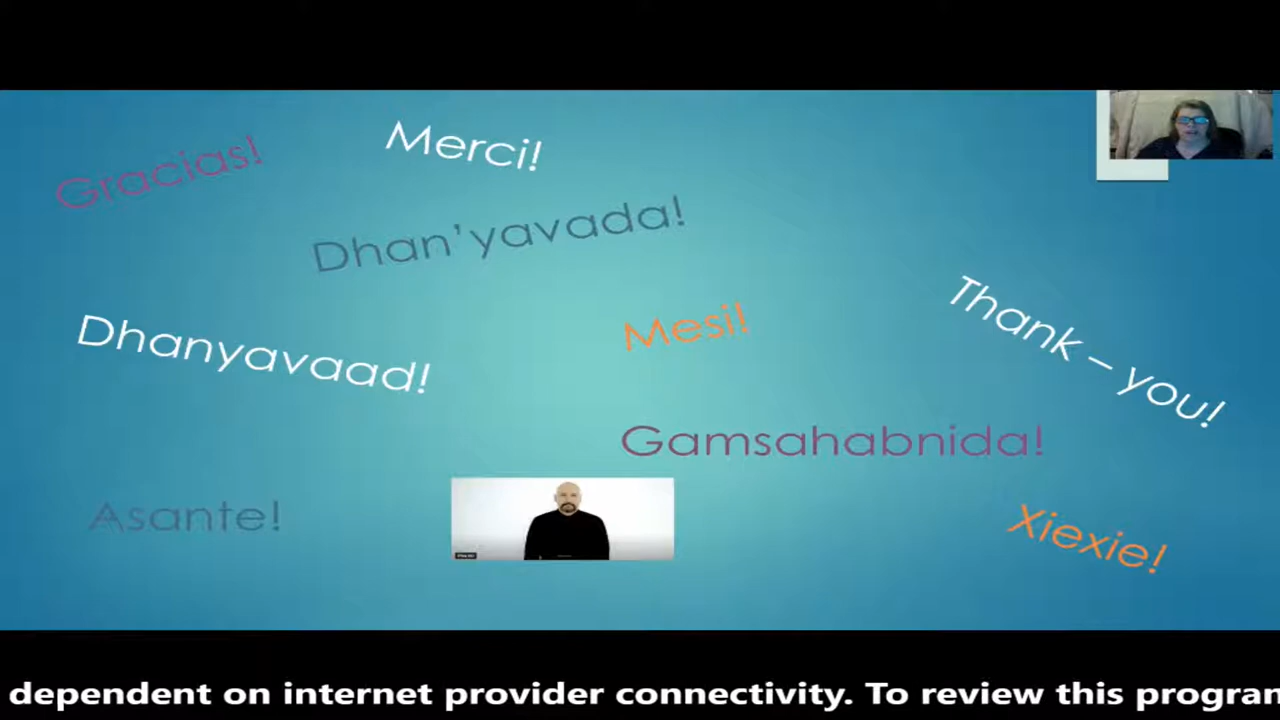 Gracias!
Merci!
Dhan'yavada!
Dhanyavaad!
Mesi!
Thank – you!
Gamsahabnida!
Asante!
Xiexie!
dependent on internet provider connectivity. To review this program